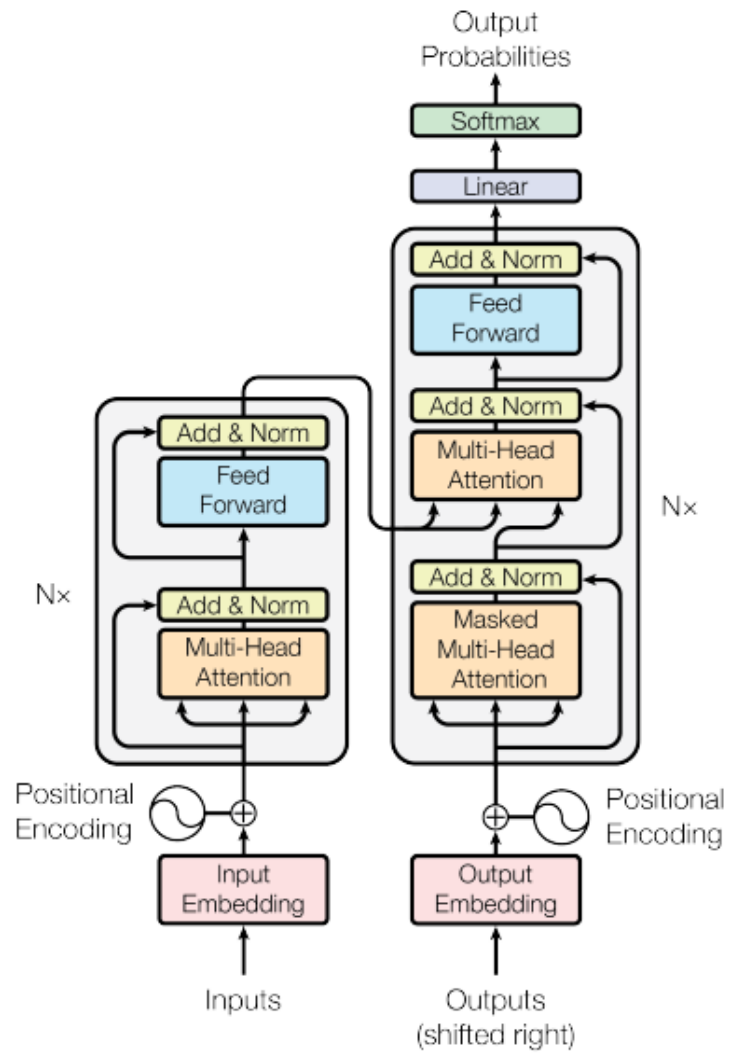 Output
Probabilities
Softmax
Linear
Add & Norm
Feed
Forward
Add & Norm
Multi-Head
Attention
Add & Norm
Masked
Multi-Head
Attention
Nx
Add & Norm
Feed
Forward
Add & Norm
Multi-Head
Attention
Nx
Positional
Encoding
Positional
Encoding
Input
Embedding
Output
Embedding
Inputs
Outputs
(shifted right)